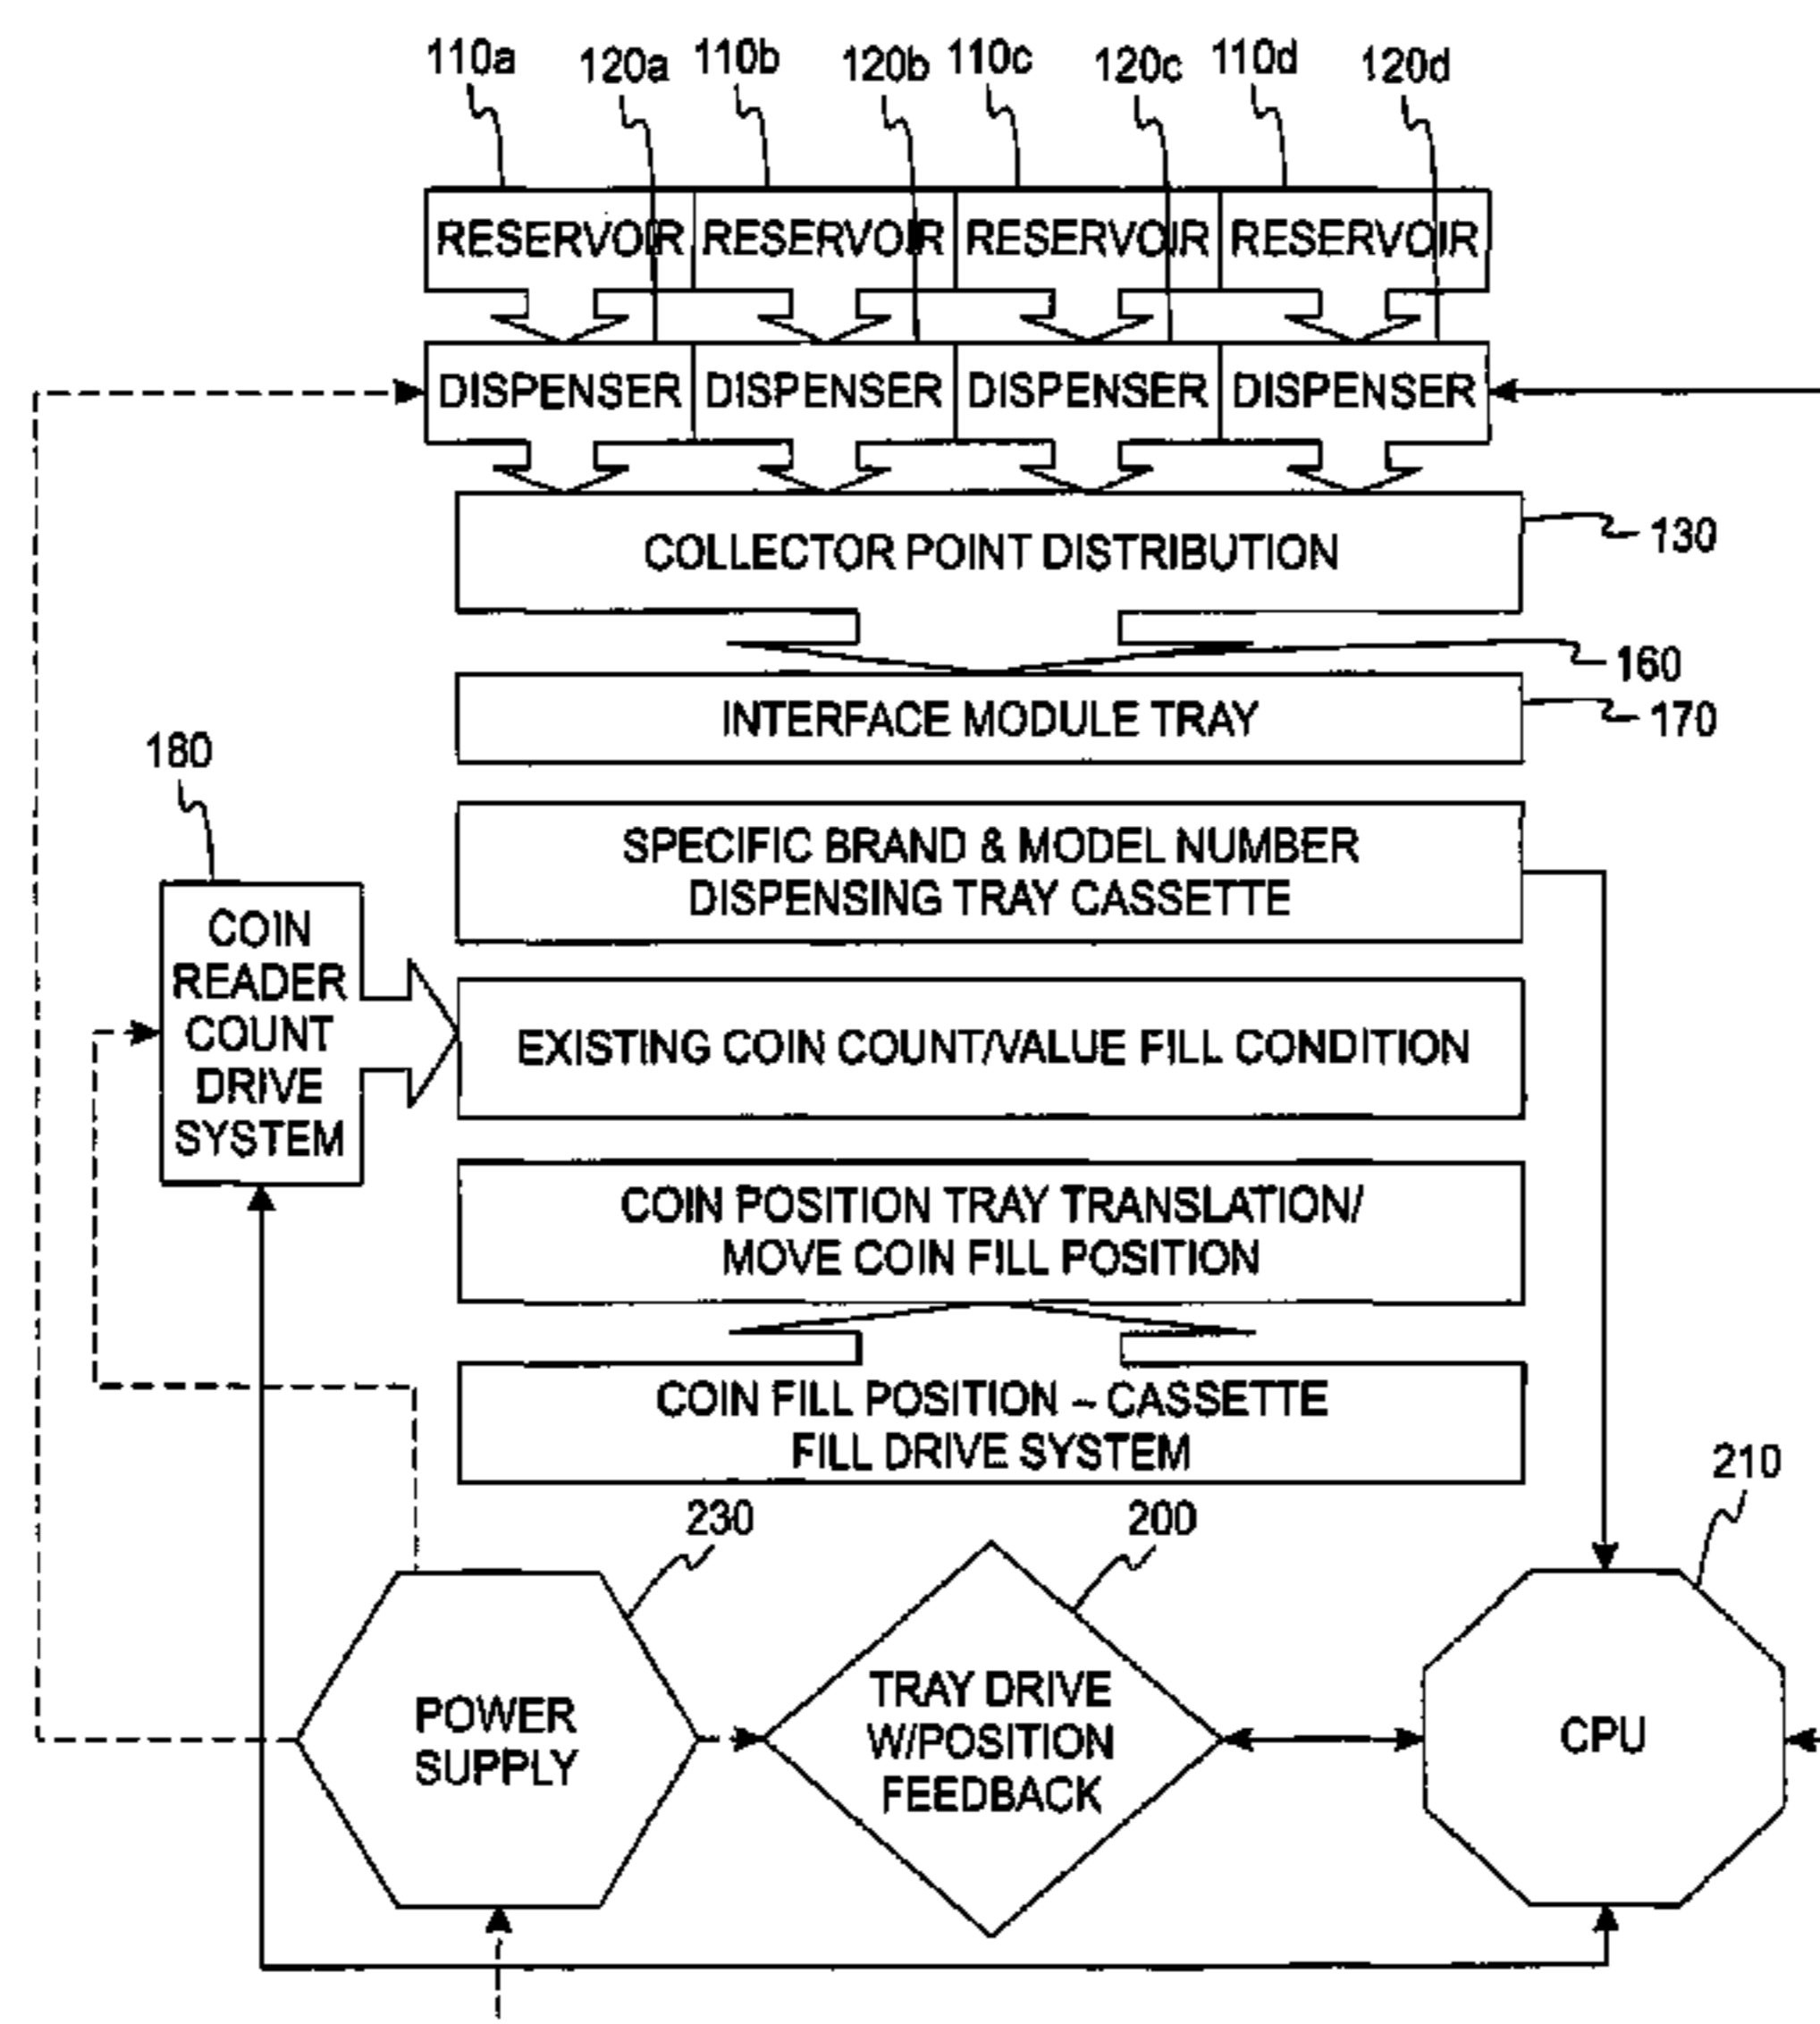 110a 120a 110b 120b 110c 120c 110d 120d
RESERVOIR RESERVOIR RESERVOIR RESERVOIR
DISPENSER DISPENSER DISPENSER DISPENSER
COLLECTOR POINT DISTRIBUTION
130
160
INTERFACE MODULE TRAY
170
180
SPECIFIC BRAND & MODEL NUMBER
DISPENSING TRAY CASSETTE
COIN
READER
COUNT
DRIVE
SYSTEM
EXISTING COIN COUNT/VALUE FILL CONDITION
COIN POSITION TRAY TRANSLATION/
MOVE COIN FILL POSITION
COIN FILL POSITION – CASSETTE
FILL DRIVE SYSTEM
230
200
210
POWER
SUPPLY
TRAY DRIVE
W/POSITION
FEEDBACK
CPU